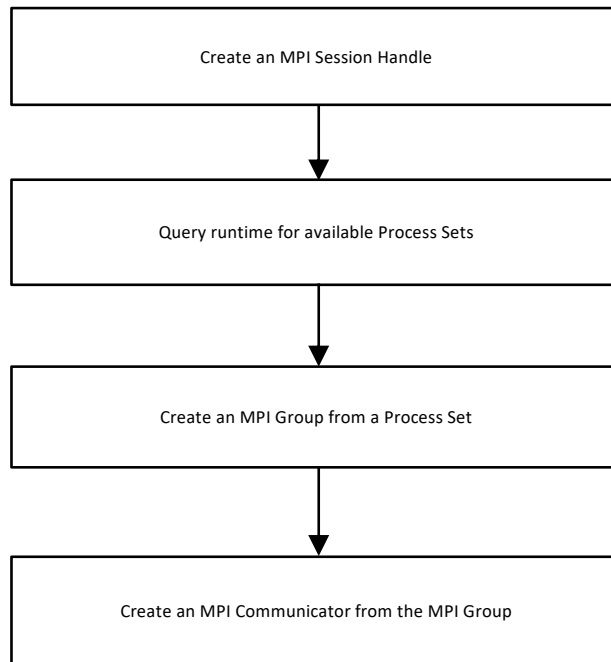 Create an MPI Session Handle
Query runtime for available Process Sets
Create an MPI Group from a Process Set
Create an MPI Communicator from the MPI Group